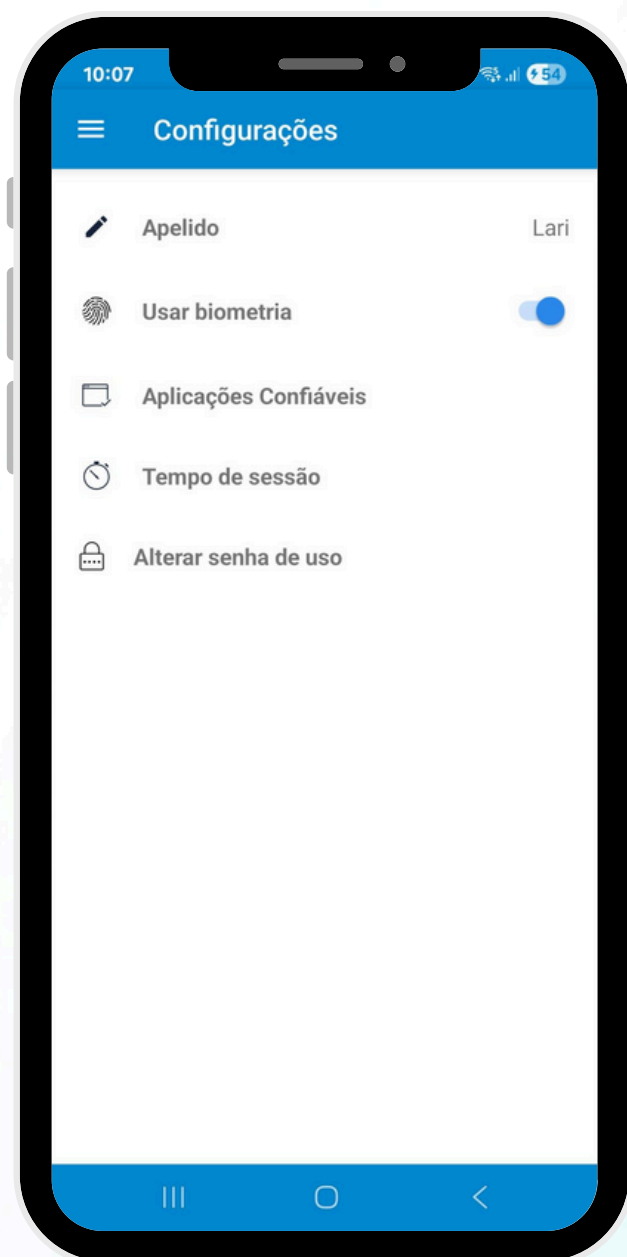 10:07
54
Configurações
Apelido Lari
Usar biometria
Aplicações Confiáveis
Tempo de sessão
Alterar senha de uso